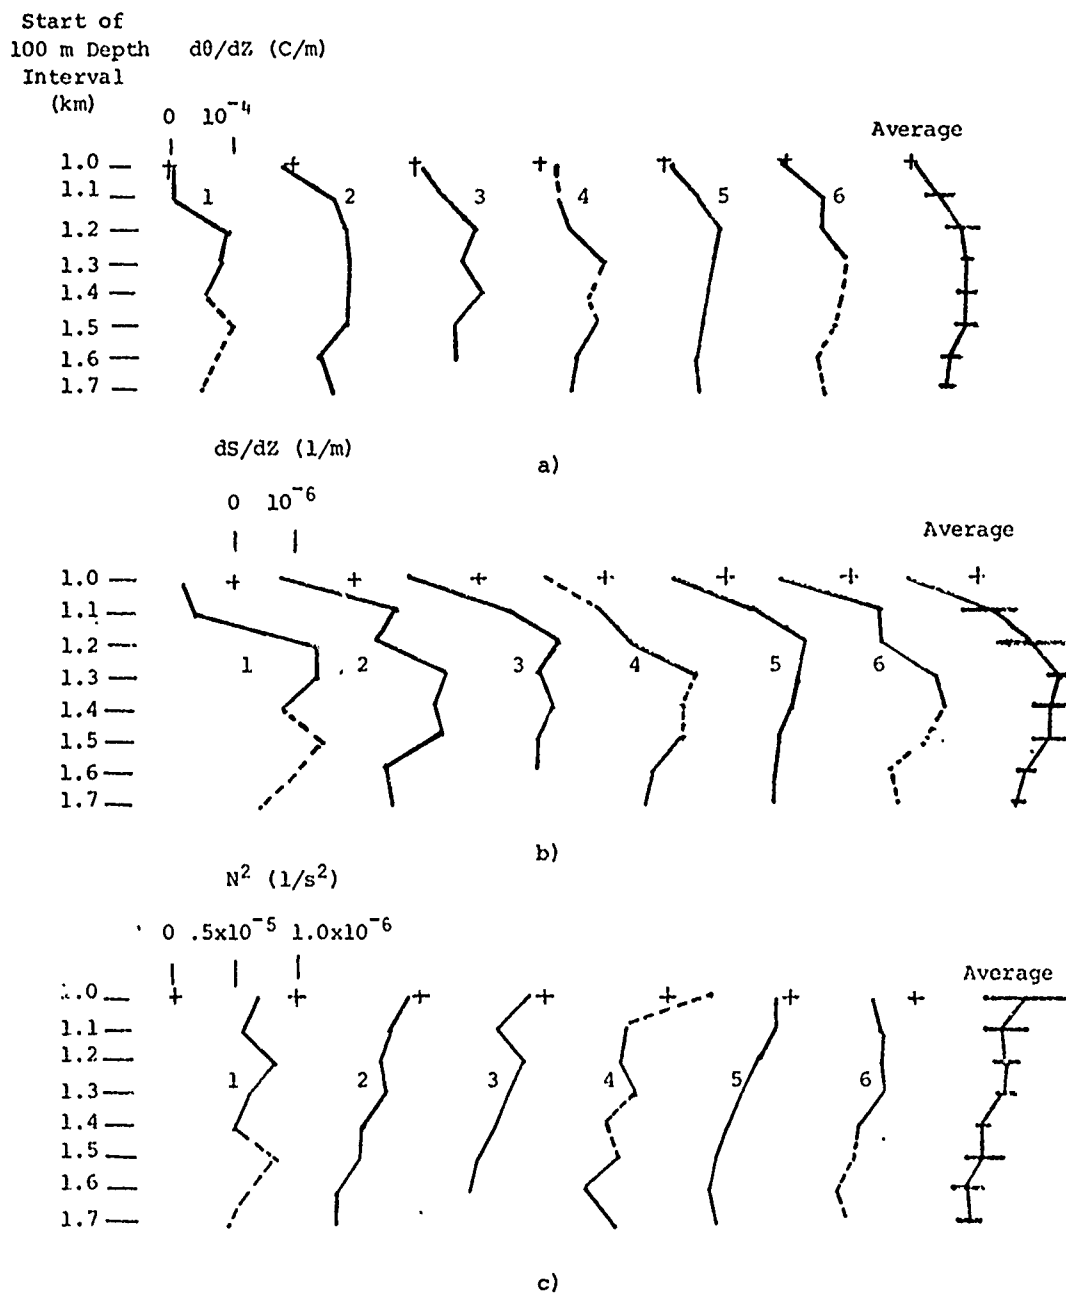 Start of
100 m Depth dθ/dZ (C/m)
Interval
(km)
0 10⁻⁴
Average
1.0
1.1
1.2
1.3
1.4
1.5
1.6
1.7
1 2 3 4 5 6
dS/dZ (1/m)
a)
0 10⁻⁶
Average
1.0
1.1
1.2
1.3
1.4
1.5
1.6
1.7
1 2 3 4 5 6
b)
N² (1/s²)
0 .5x10⁻⁵ 1.0x10⁻⁶
Average
1.0
1.1
1.2
1.3
1.4
1.5
1.6
1.7
1 2 3 4 5 6
c)